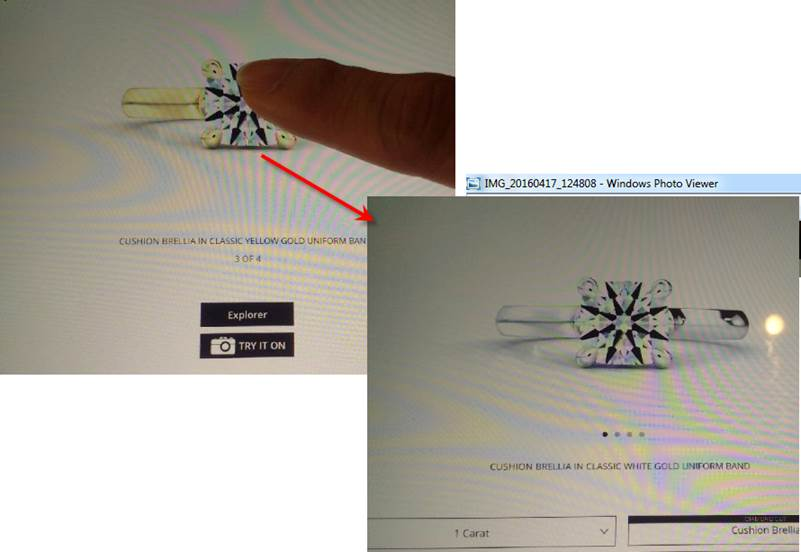 IMG_20160417_124808 - Windows Photo Viewer
CUSHION BRELLIA IN CLASSIC YELLOW GOLD UNIFORM BAN
3 OF 4
Explorer
TRY IT ON
CUSHION BRELLIA IN CLASSIC WHITE GOLD UNIFORM BAND
1 Carat
Cushion Brellia